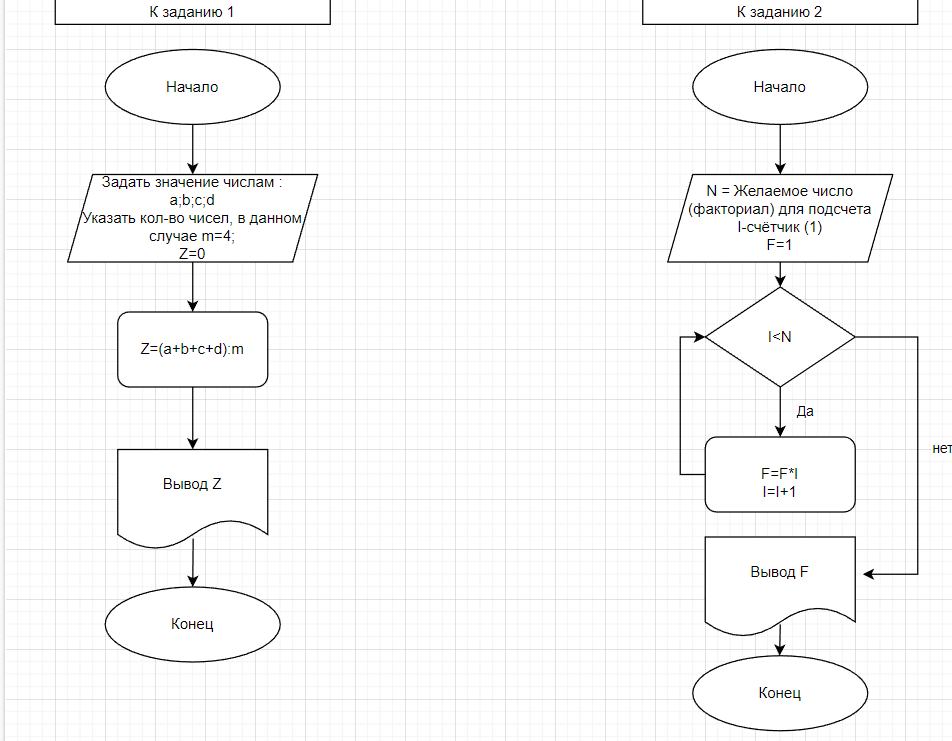 К заданию 1
Начало
Задать значение числам :
a;b;c;d
Указать кол-во чисел, в данном
случае m=4;
Z=0
Z=(a+b+c+d):m
Вывод Z
Конец
К заданию 2
Начало
N = Желаемое число
(факториал) для подсчета
I-счётчик (1)
F=1
I<N
Да
нет
F=F*I
I=I+1
Вывод F
Конец